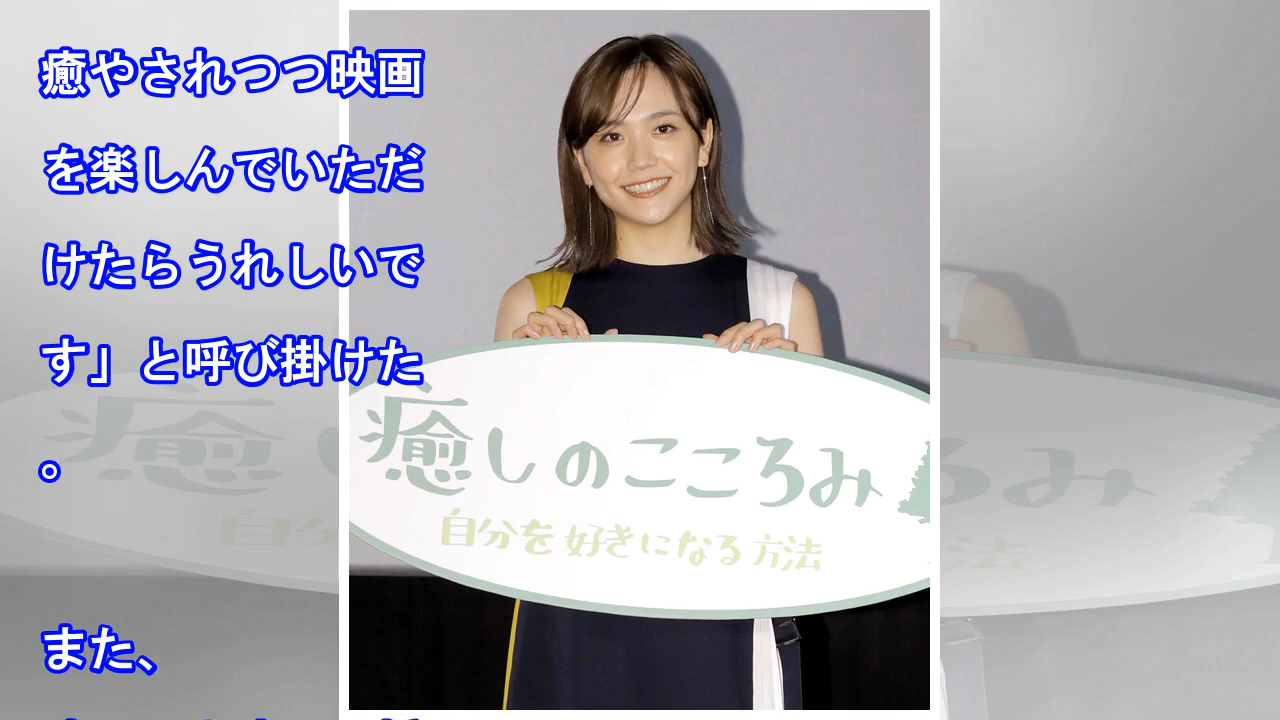 癒やされつつ映画
を楽しんでいただ
けたらうれしいで
す」と呼び掛けた
。
また、
癒しのこころみ
自分を好きになる方法